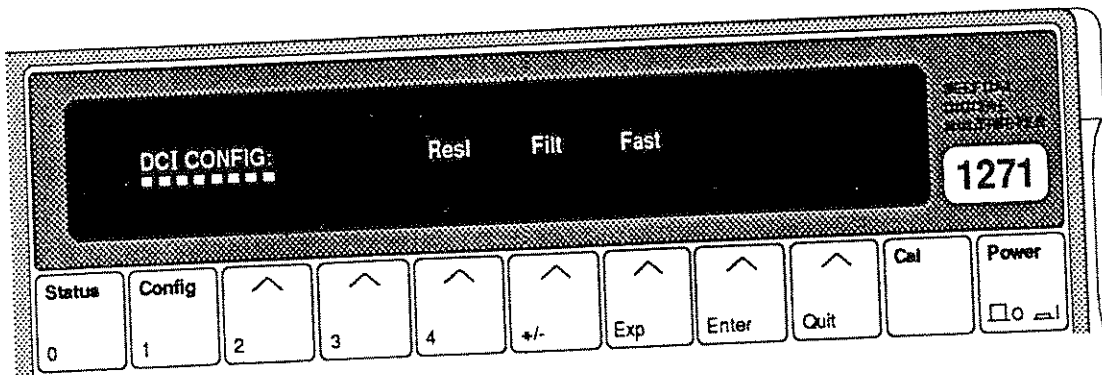 DCI CONFIG: Resl Filt Fast
1271
Status Config Cal Power
0 1 2 3 4 +/- Exp Enter Quit O I